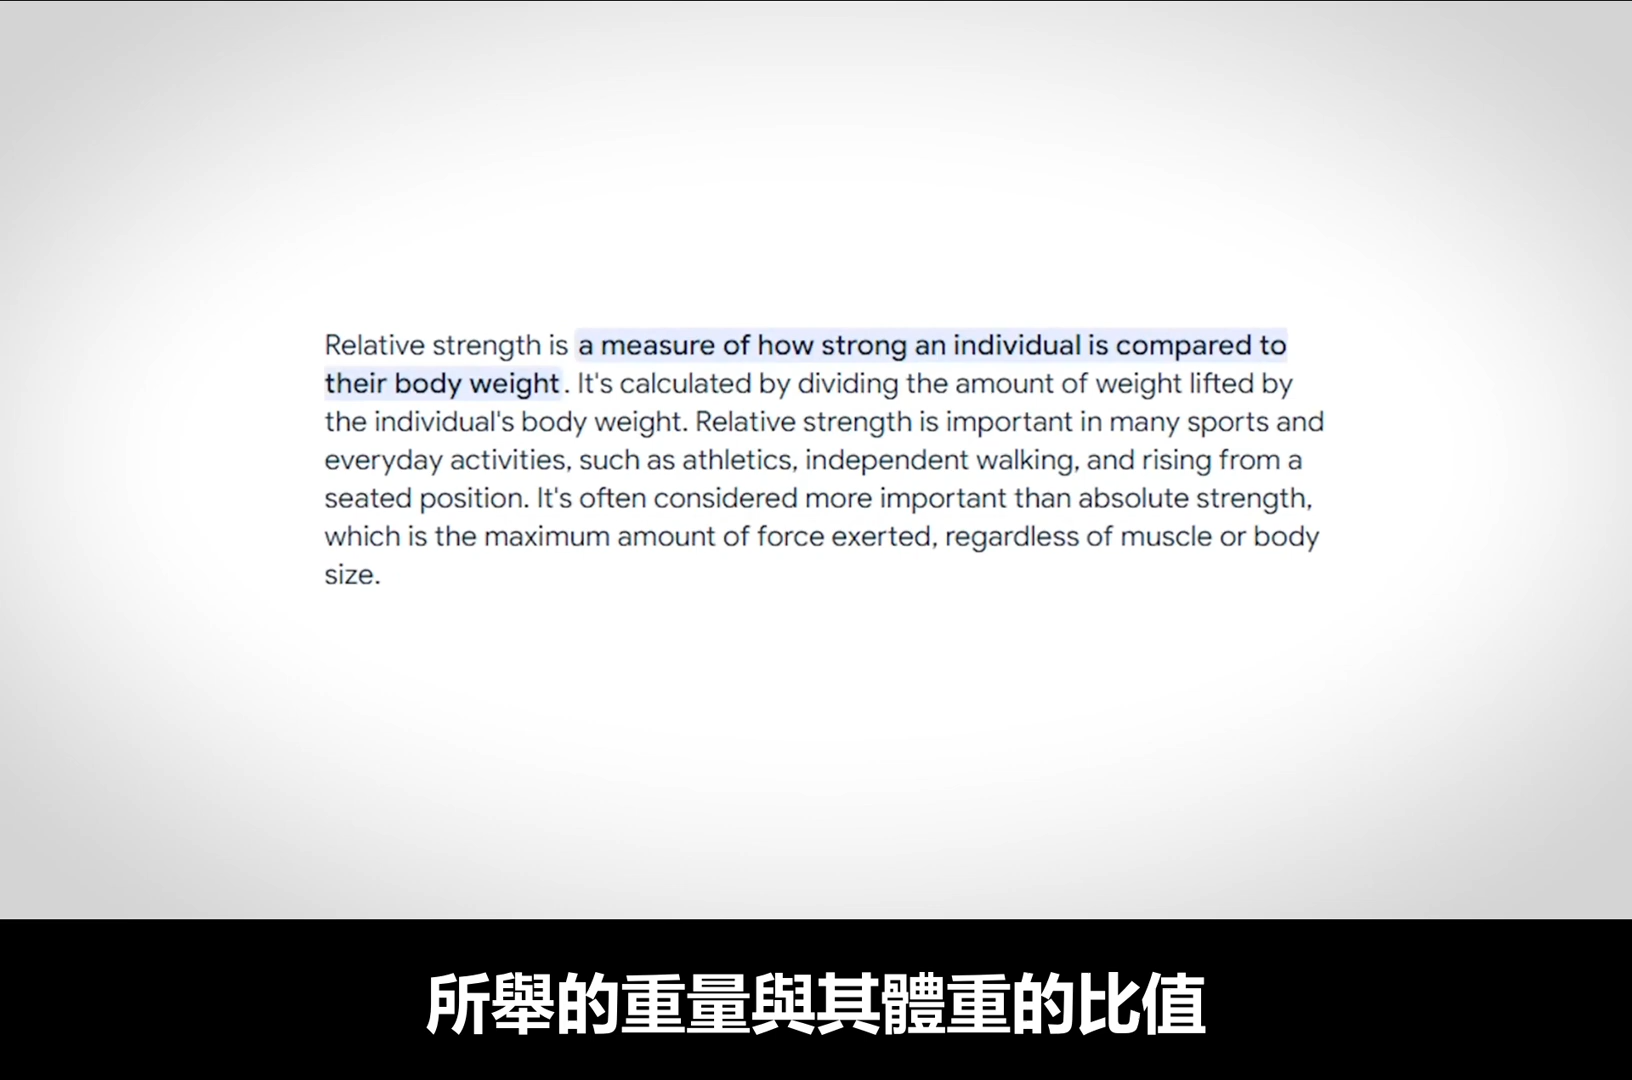 Relative strength is a measure of how strong an individual is compared to
their body weight. It's calculated by dividing the amount of weight lifted by
the individual's body weight. Relative strength is important in many sports and
everyday activities, such as athletics, independent walking, and rising from a
seated position. It's often considered more important than absolute strength,
which is the maximum amount of force exerted, regardless of muscle or body
size.
所舉的重量與其體重的比值